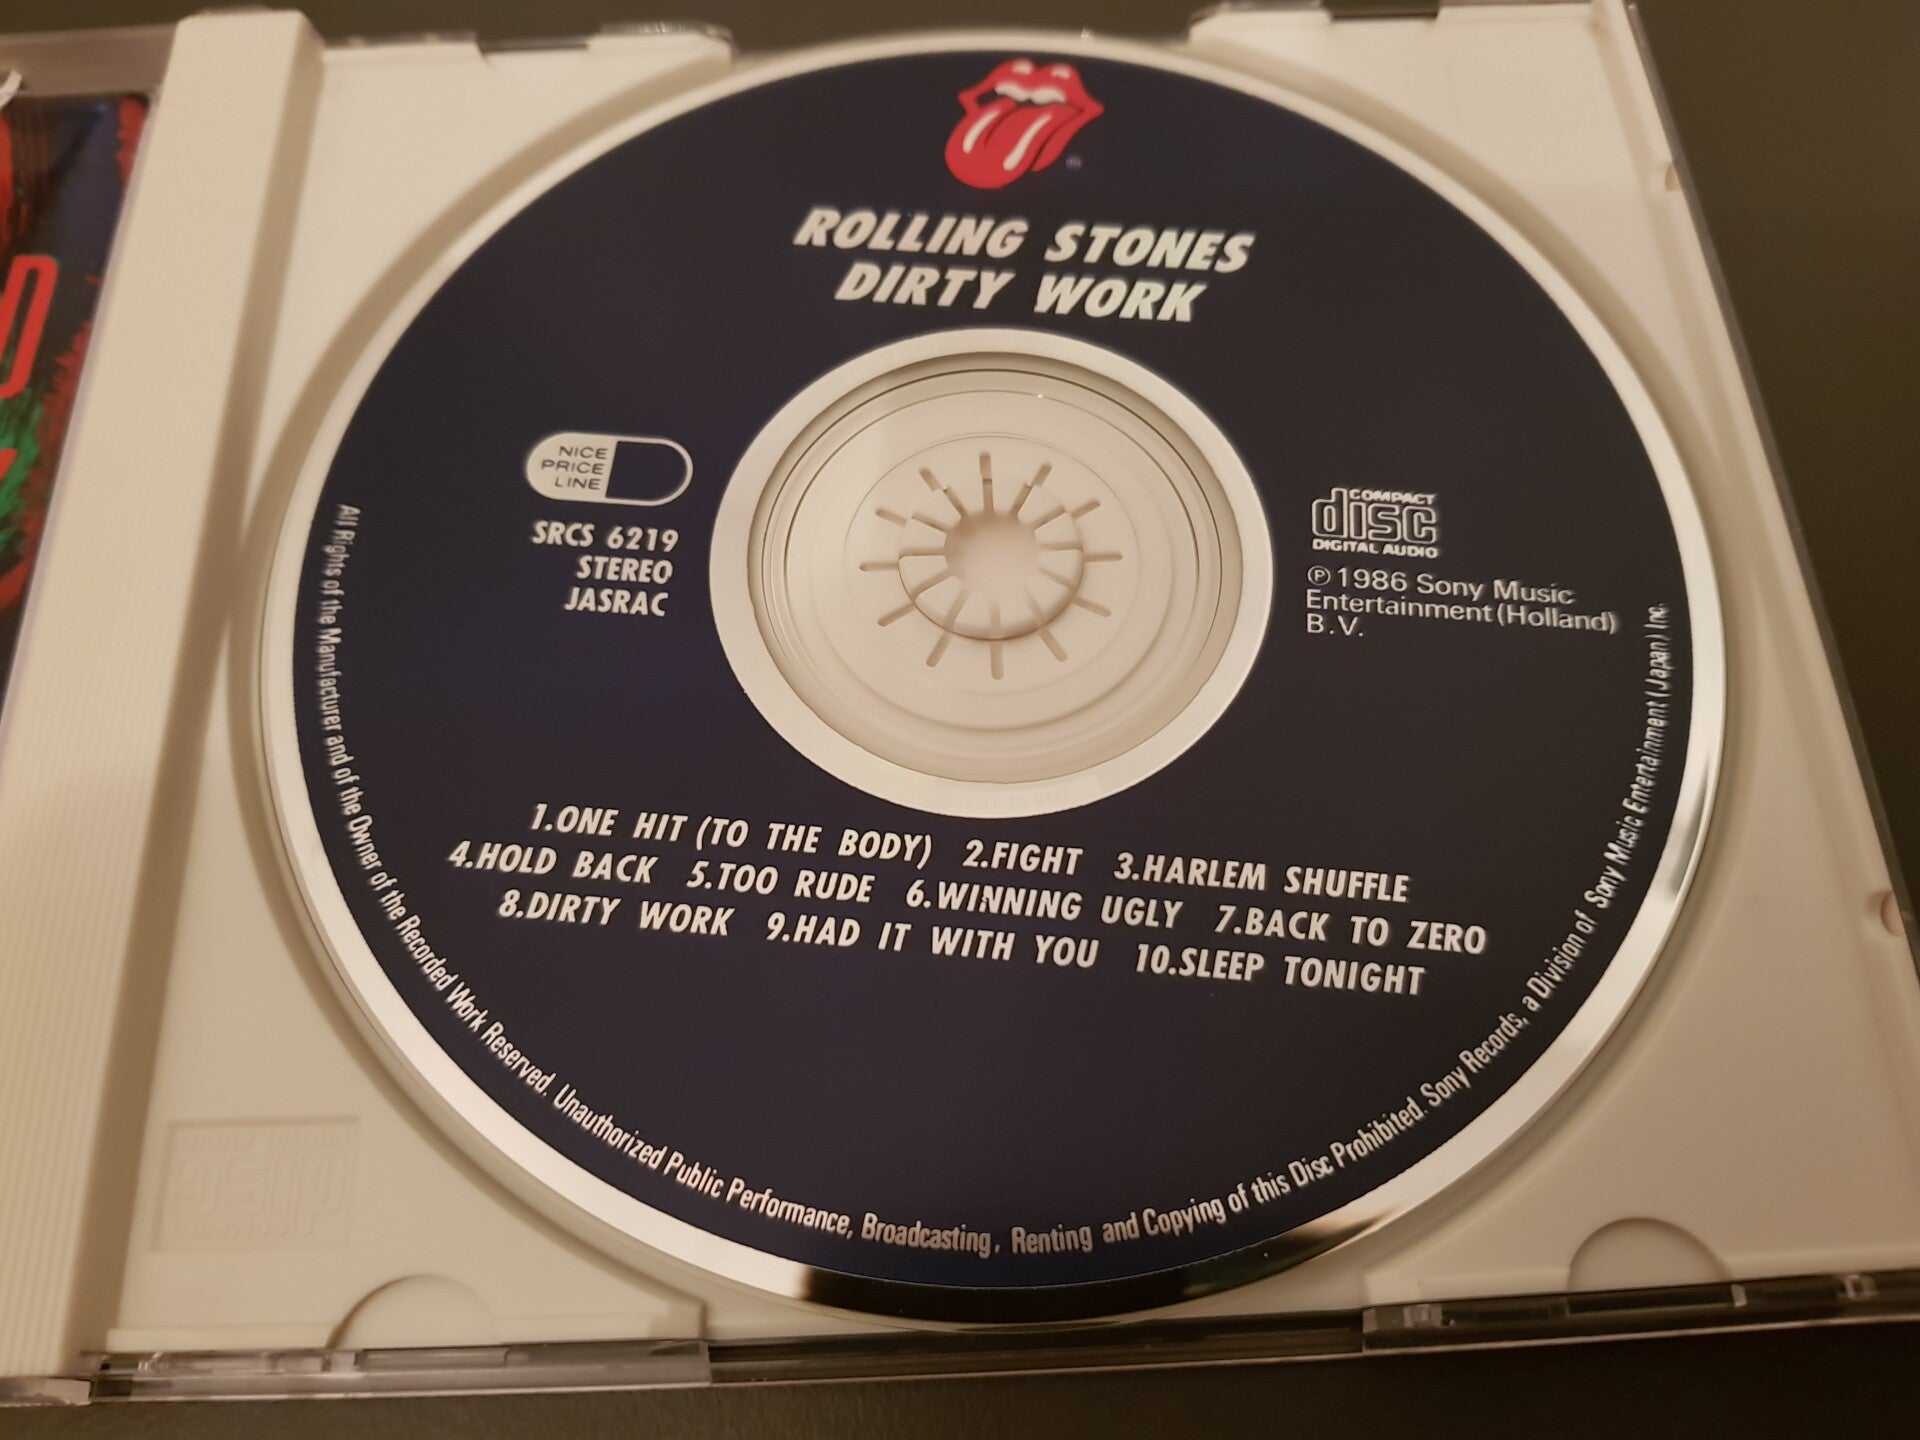 ROLLING STONES
DIRTY WORK
NICE
PRICE
LINE
SRCS 6219
STEREO
JASRAC
COMPACT
disc
DIGITAL AUDIO
Ⓟ 1986 Sony Music
Entertainment (Holland)
B.V.
1.ONE HIT (TO THE BODY) 2.FIGHT 3.HARLEM SHUFFLE
4.HOLD BACK 5.TOO RUDE 6.WINNING UGLY 7.BACK TO ZERO
8.DIRTY WORK 9.HAD IT WITH YOU 10.SLEEP TONIGHT
All Rights of the Manufacturer and of the Owner of the Recorded Work Reserved. Unauthorized Public Performance, Broadcasting, Renting and Copying of this Disc Prohibited. Sony Records, a Division of Sony Music Entertainment (Japan) Inc.